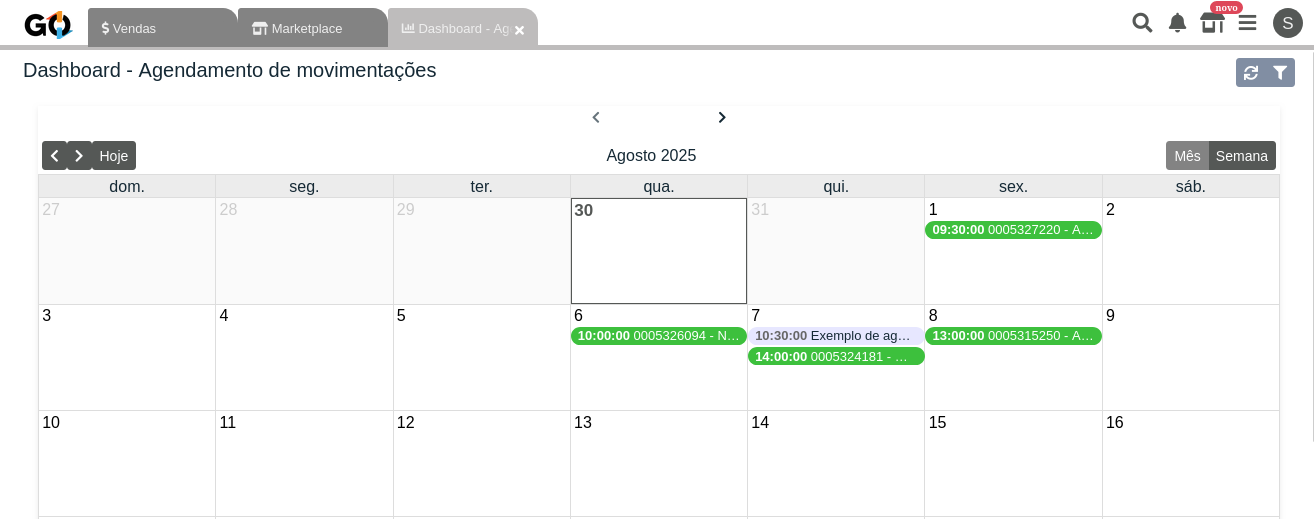 GO
Vendas
Marketplace
Dashboard - Ag
novo
S
Dashboard - Agendamento de movimentações
Hoje
Agosto 2025
Mês
Semana
dom. seg. ter. qua. qui. sex. sáb.
27 28 29 30 31 1 2
09:30:00 0005327220 - A...
3 4 5 6 7 8 9
10:00:00 0005326094 - N... 10:30:00 Exemplo de ag... 13:00:00 0005315250 - A...
14:00:00 0005324181 - ...
10 11 12 13 14 15 16